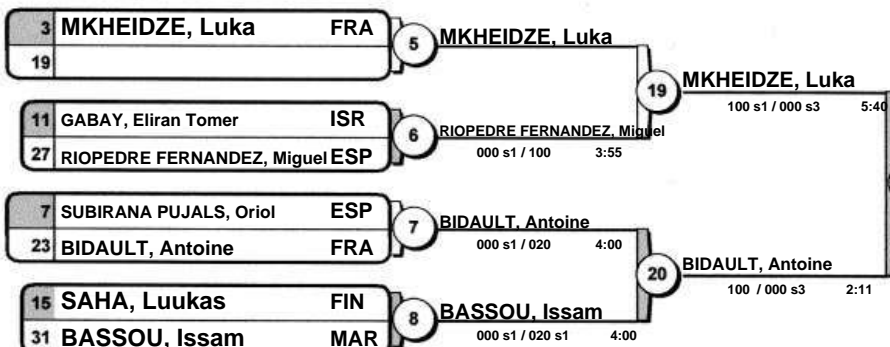 3 MKHEIDZE, Luka FRA
19
5 MKHEIDZE, Luka
19 MKHEIDZE, Luka
100 s1 / 000 s3 5:40
11 GABAY, Eliran Tomer ISR
27 RIOPEDRE FERNANDEZ, Miguel ESP
6 RIOPEDRE FERNANDEZ, Miguel
000 s1 / 100 3:55
7 SUBIRANA PUJALS, Oriol ESP
23 BIDAULT, Antoine FRA
7 BIDAULT, Antoine
000 s1 / 020 4:00
20 BIDAULT, Antoine
100 / 000 s3 2:11
15 SAHA, Luukas FIN
31 BASSOU, Issam MAR
8 BASSOU, Issam
000 s1 / 020 s1 4:00